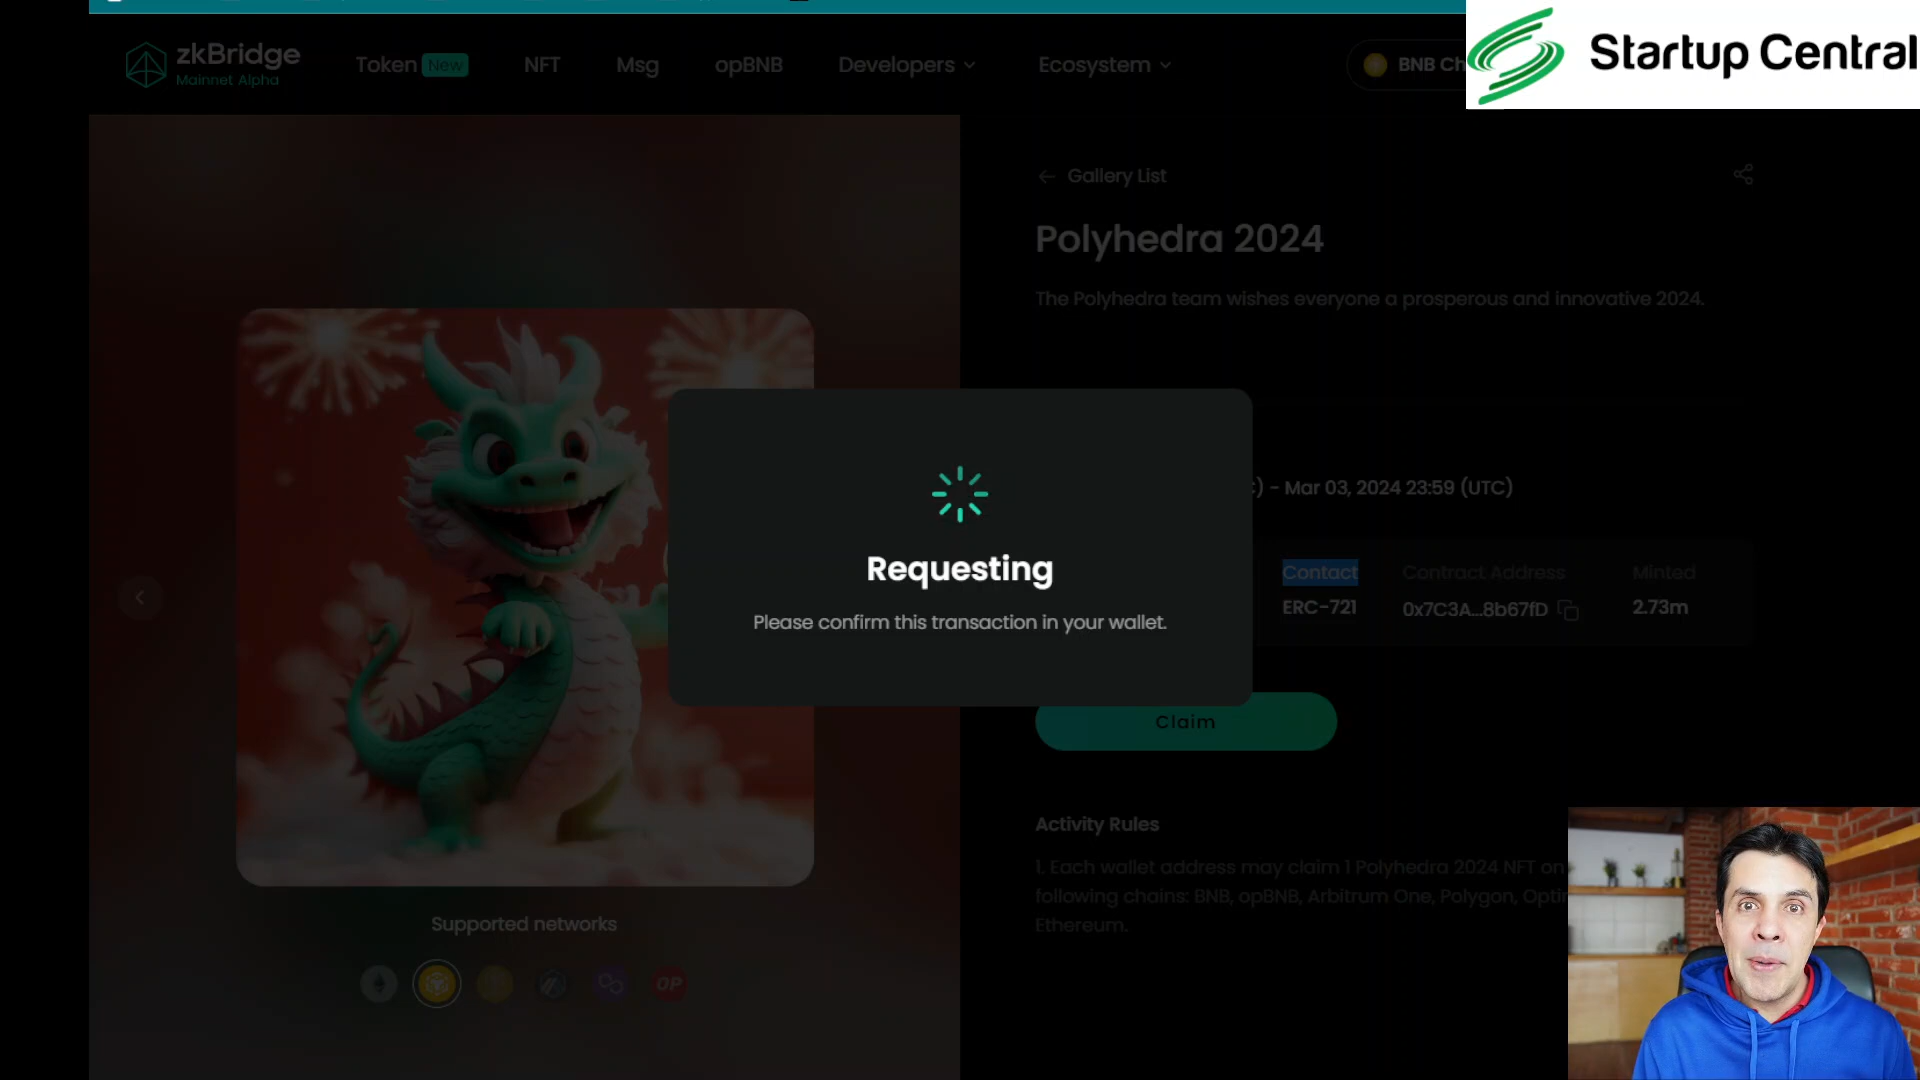 zkBridge
Mainnet Alpha
Token New
NFT
Msg
opBNB
Developers
Ecosystem
BNB Ch
Startup Central
Gallery List
Polyhedra 2024
The Polyhedra team wishes everyone a prosperous and innovative 2024.
) - Mar 03, 2024 23:59 (UTC)
Requesting
Please confirm this transaction in your wallet.
Contact
Contract Address
Minted
ERC-721
0x7C3A...8b67fD
2.73m
Claim
Activity Rules
1. Each wallet address may claim 1 Polyhedra 2024 NFT on
following chains: BNB, opBNB, Arbitrum One, Polygon, Optim
Ethereum.
Supported networks
OP